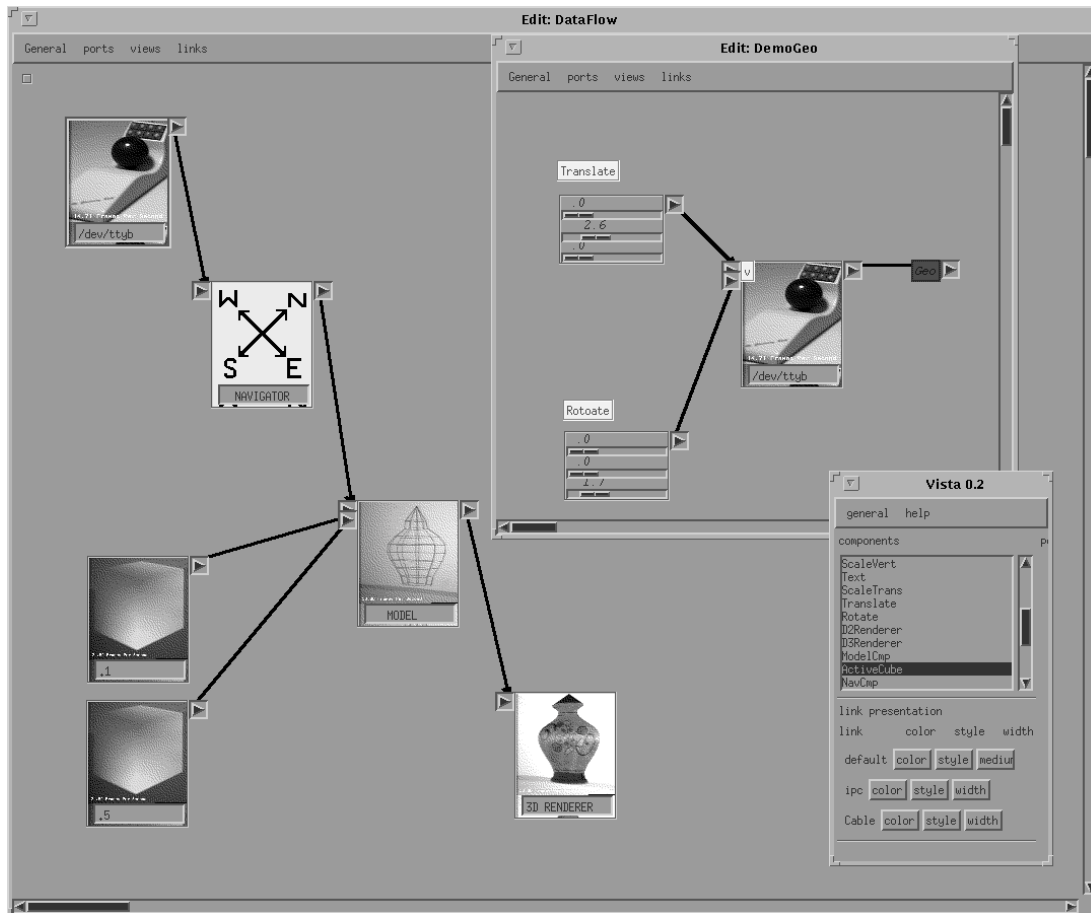 Edit: DataFlow
General ports views links
/dev/ttyb
W N
S E
NAVIGATOR
MODEL
.1
.5
3D RENDERER
Edit: DemoGeo
General ports views links
Translate
.0
2.6
.0
v
Geo
/dev/ttyb
Rotoate
.0
.0
1.7
Vista 0.2
general help
components
ScaleVert
Text
ScaleTrans
Translate
Rotate
D2Renderer
D3Renderer
ModelCmp
ActiveCube
NavCmp
link presentation
link color style width
default color style medium
ipc color style width
Cable color style width